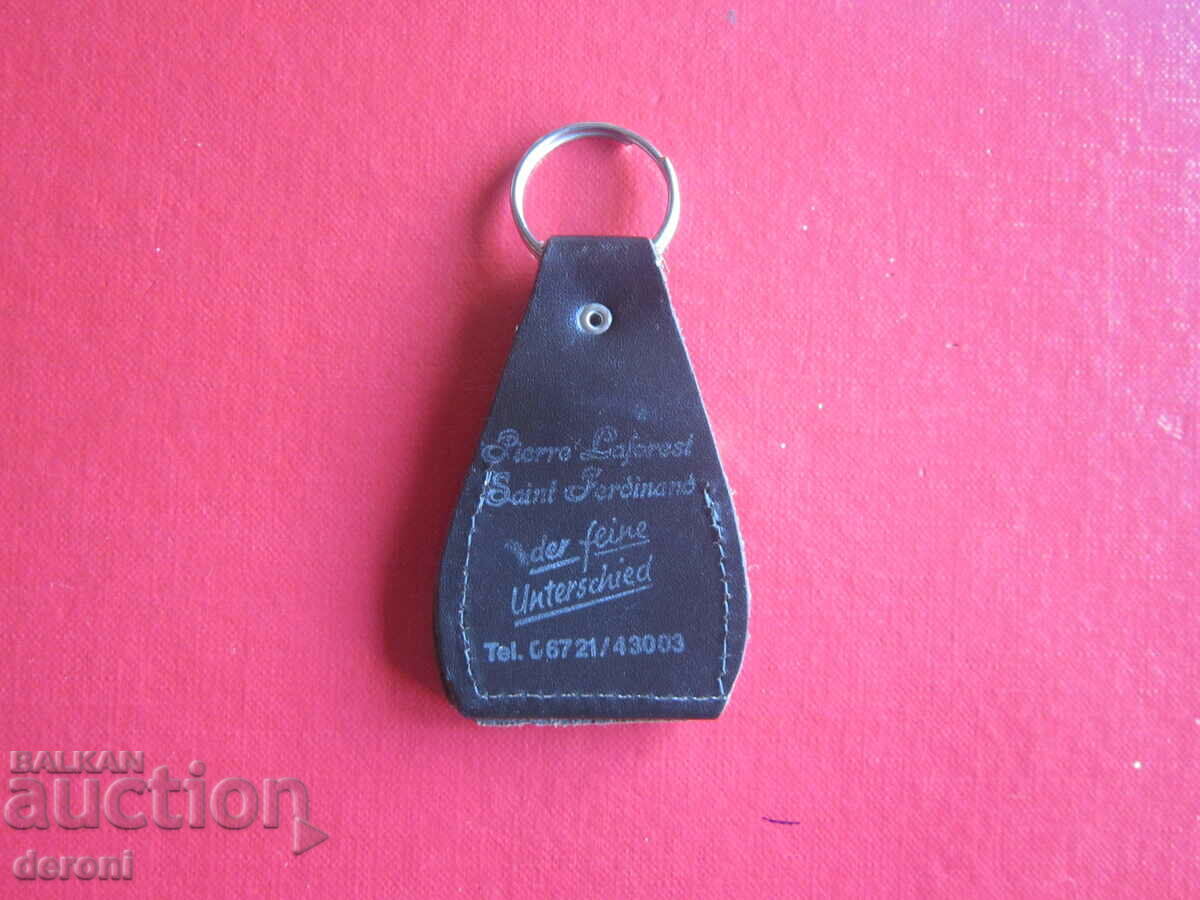 Pierre Laforest
Saint Ferdinand
der feine
Unterschied
Tel. 06721/43003
BALKAN
auction
deroni